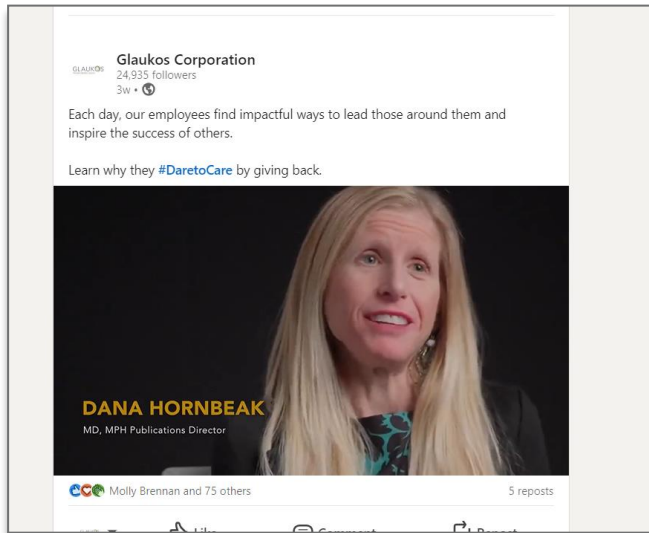 GLAUKOS
Glaukos Corporation
24,935 followers
3w •
Each day, our employees find impactful ways to lead those around them and
inspire the success of others.
Learn why they #DaretoCare by giving back.
DANA HORNBEAK
MD, MPH Publications Director
Molly Brennan and 75 others
5 reposts
Like
Comment
Repost